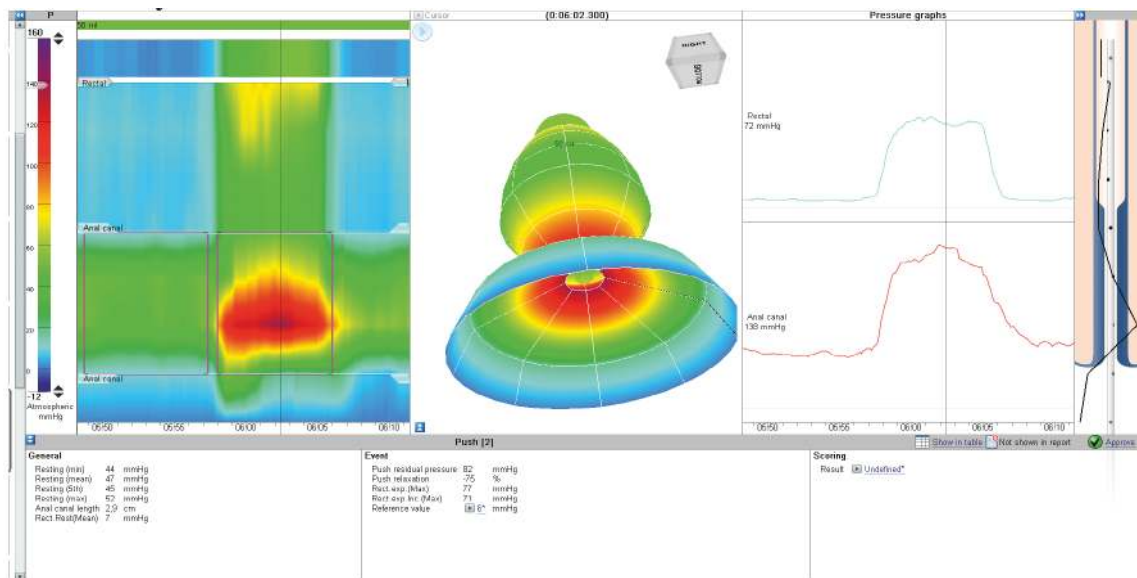 P
Cursor
(0:06:02.300)
Pressure graphs
160
140
120
100
80
60
40
20
0
-12
Atmospheric
mmHg
Rectal
Anal canal
Anal canal
05/50
05/55
06/00
06/05
06/10
RIGHT
BOTTOM
Rectal
72 mmHg
Anal canal
138 mmHg
05/50
05/55
06/00
06/05
06/10
Push [2]
Show in table
Not shown in report
Approve
General
Resting (min) 44 mmHg
Resting (mean) 47 mmHg
Resting (5th) 45 mmHg
Resting (max) 52 mmHg
Anal canal length 2,9 cm
Rect.Rest(Mean) 7 mmHg
Event
Push residual pressure 82 mmHg
Push relaxation -75 %
Rect.exp.(Max) 77 mmHg
Rect.exp Inc.(Max) 71 mmHg
Reference value 6* mmHg
Scoring
Result Undefined*